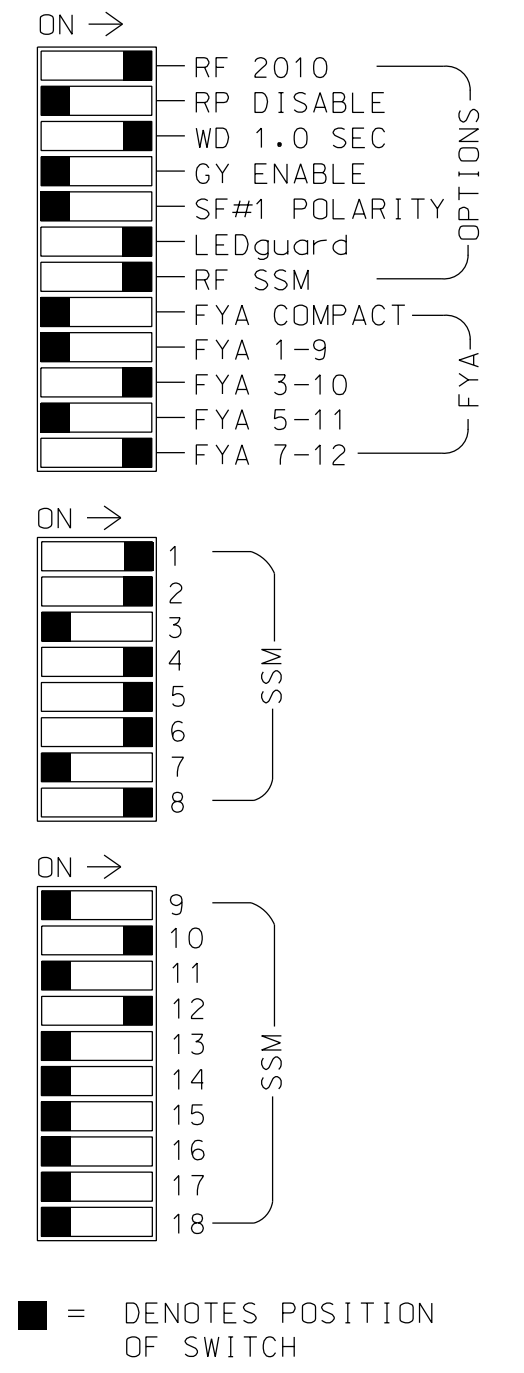 ON →
RF 2010
RP DISABLE
WD 1.0 SEC
GY ENABLE
SF#1 POLARITY
LEDguard
RF SSM
OPTIONS
FYA COMPACT
FYA 1-9
FYA 3-10
FYA 5-11
FYA 7-12
FYA
ON →
1
2
3
4
5
6
7
8
SSM
ON →
9
10
11
12
13
14
15
16
17
18
SSM
= DENOTES POSITION
OF SWITCH